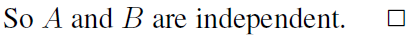 So A and B are independent. □